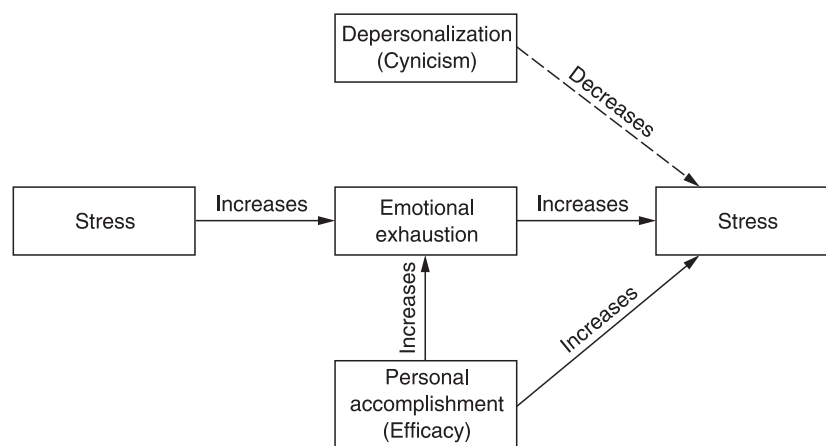 Depersonalization
(Cynicism)
Decreases
Stress
Increases
Emotional
exhaustion
Increases
Stress
Increases
Increases
Personal
accomplishment
(Efficacy)